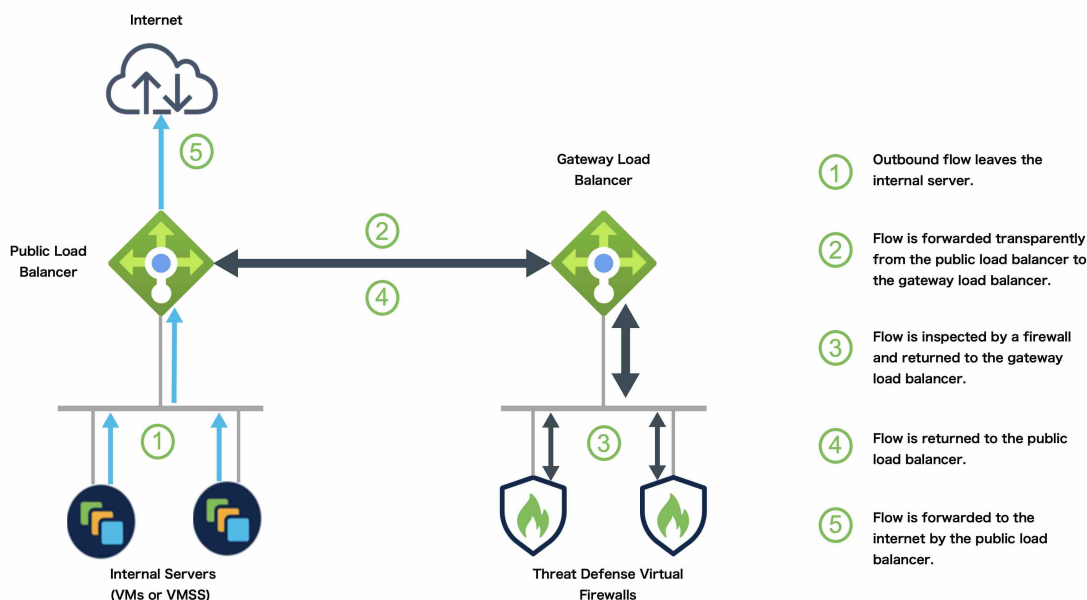 Internet
5
Gateway Load
Balancer
2
Public Load
Balancer
4
1
3
Internal Servers
(VMs or VMSS)
Threat Defense Virtual
Firewalls
1
Outbound flow leaves the
internal server.
2
Flow is forwarded transparently
from the public load balancer to
the gateway load balancer.
3
Flow is inspected by a firewall
and returned to the gateway
load balancer.
4
Flow is returned to the public
load balancer.
5
Flow is forwarded to the
internet by the public load
balancer.